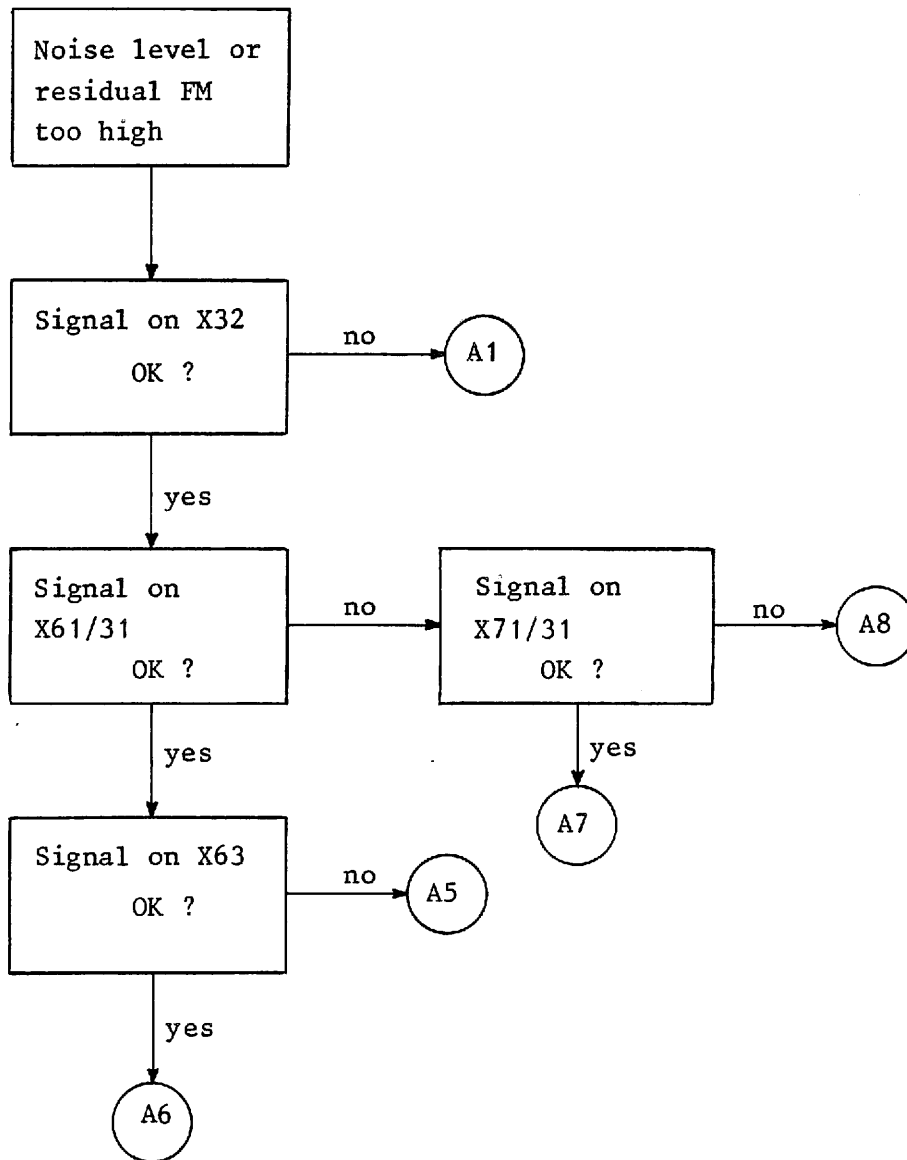 Noise level or
residual FM
too high
Signal on X32
OK ?
no
A1
yes
Signal on
X61/31
OK ?
no
Signal on
X71/31
OK ?
no
A8
yes
yes
A7
Signal on X63
OK ?
no
A5
yes
A6